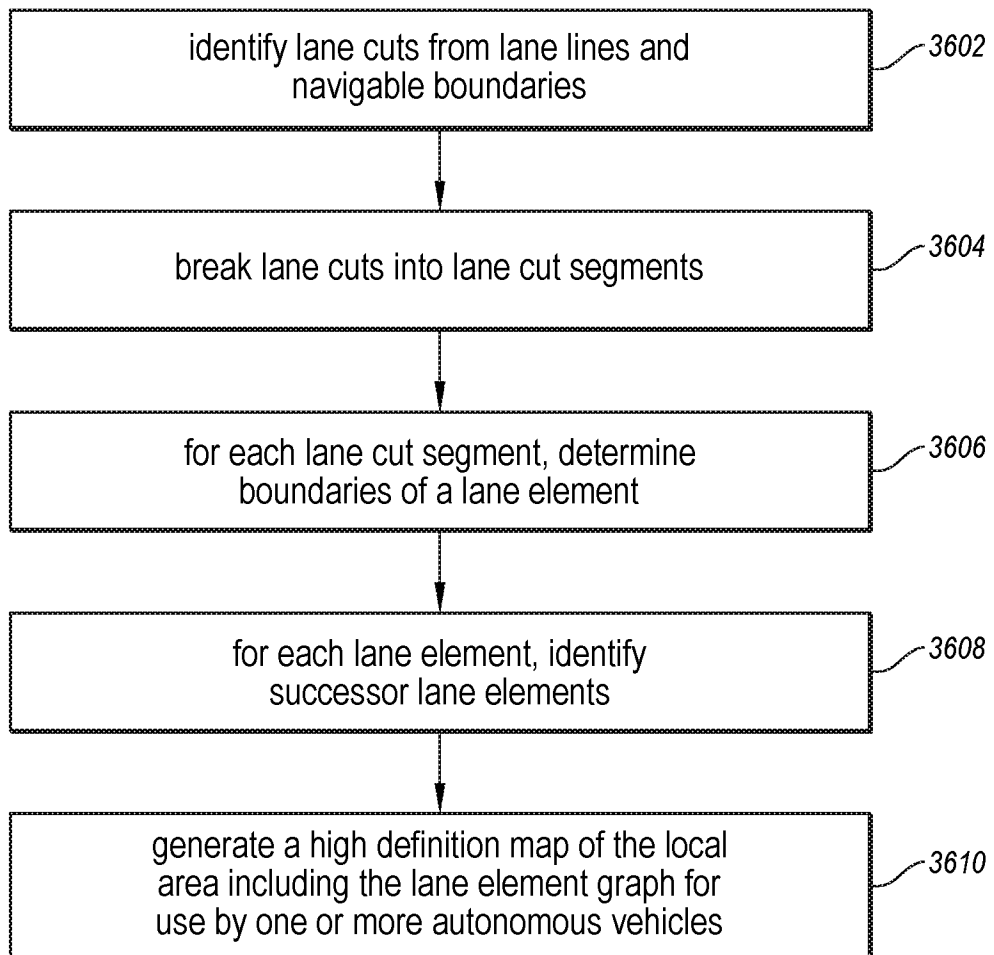 identify lane cuts from lane lines and
navigable boundaries
3602
break lane cuts into lane cut segments
3604
for each lane cut segment, determine
boundaries of a lane element
3606
for each lane element, identify
successor lane elements
3608
generate a high definition map of the local
area including the lane element graph for
use by one or more autonomous vehicles
3610